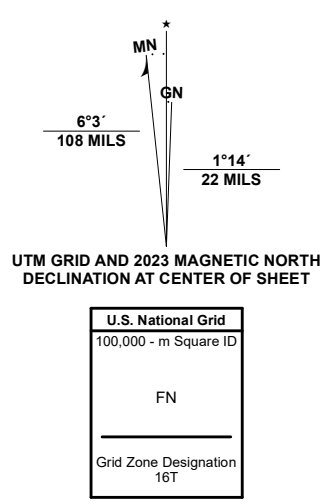 MN
GN
6°3´
108 MILS
1°14´
22 MILS
UTM GRID AND 2023 MAGNETIC NORTH
DECLINATION AT CENTER OF SHEET
U.S. National Grid
100,000 - m Square ID
FN
Grid Zone Designation
16T